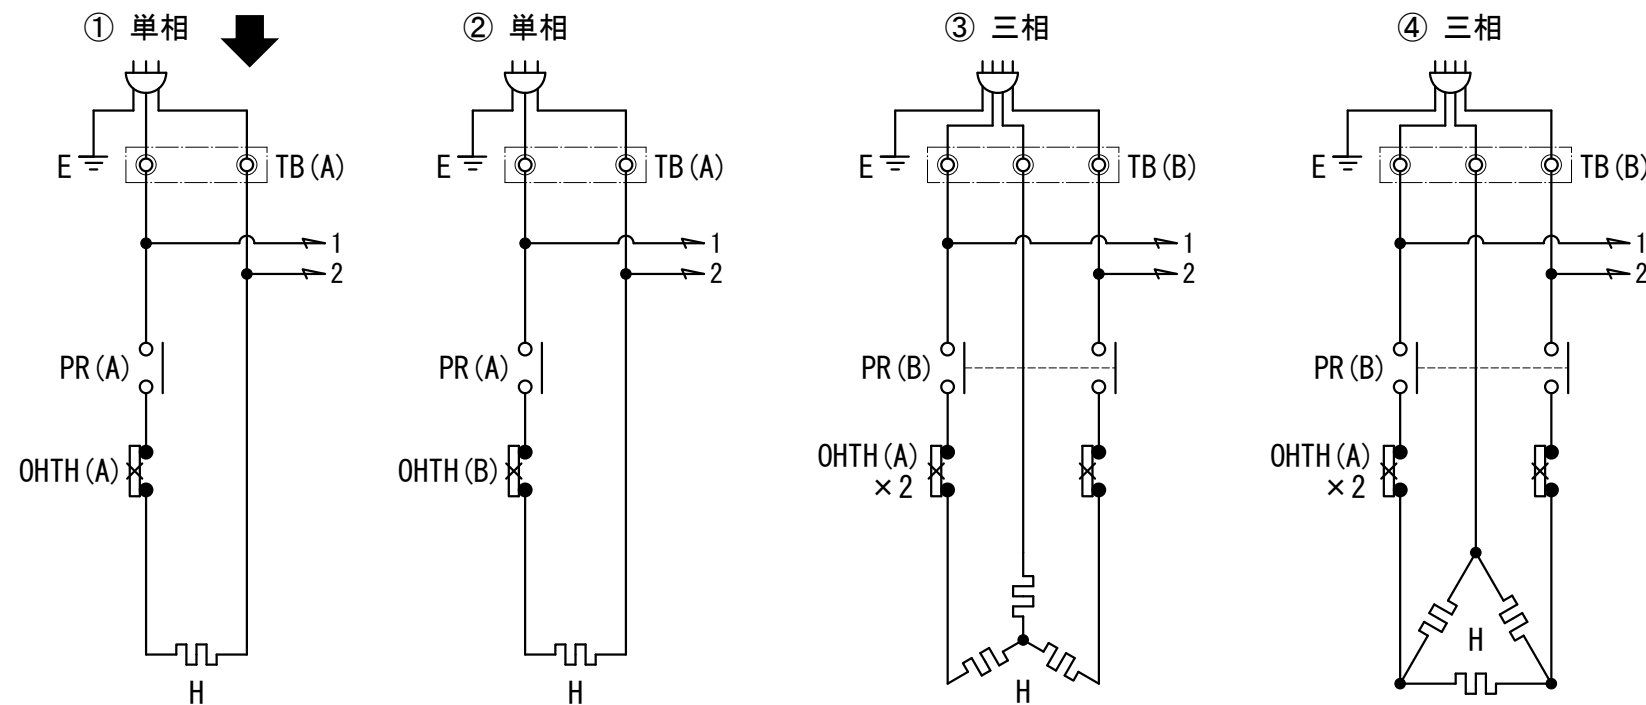 ① 単相
② 単相
③ 三相
④ 三相
E
TB(A)
E
TB(A)
E
TB(B)
E
TB(B)
1
2
1
2
1
2
1
2
PR(A)
PR(A)
PR(B)
PR(B)
OHTH(A)
OHTH(B)
OHTH(A)
×2
OHTH(A)
×2
H
H
H
H